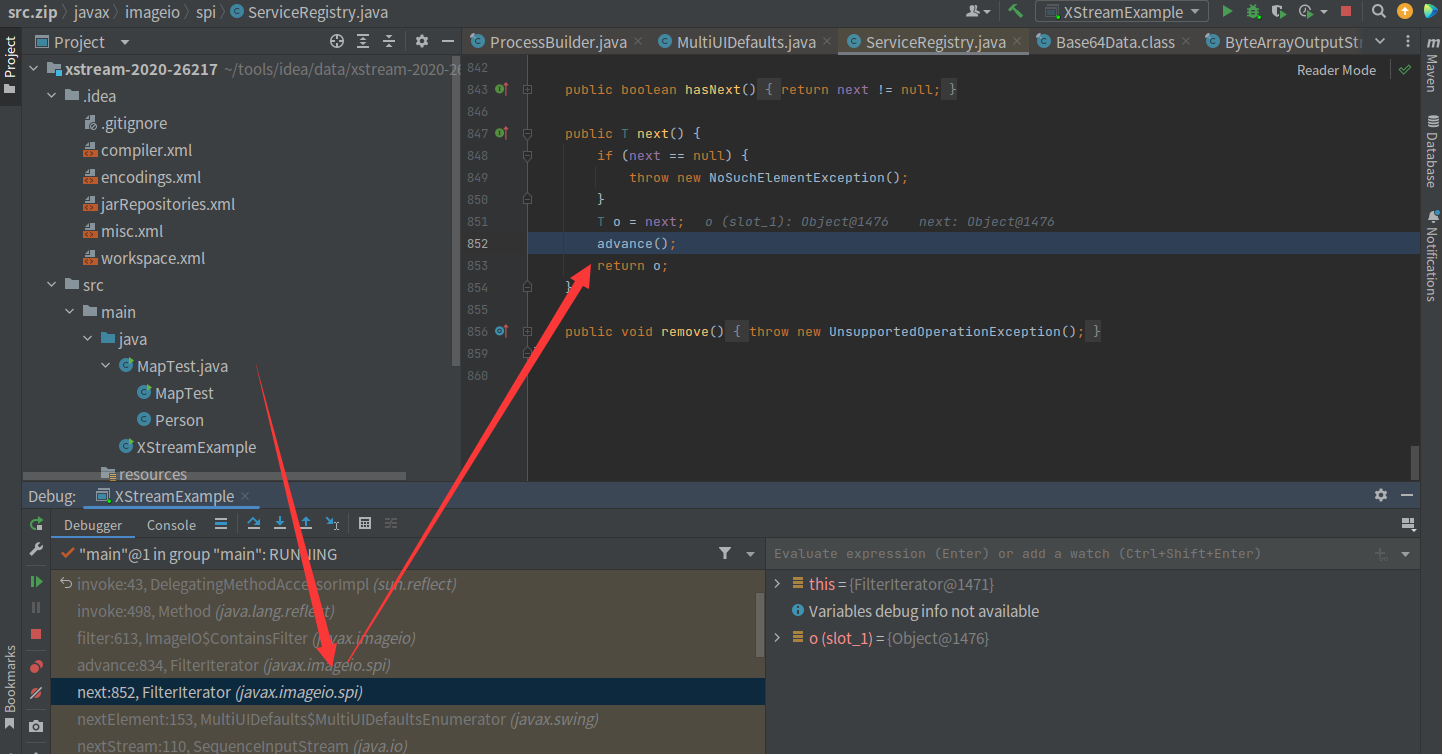 src.zip javax imageio spi ServiceRegistry.java XStreamExample
Project
Project
ProcessBuilder.java MultiUIDefaults.java ServiceRegistry.java Base64Data.class
Reader Mode
m Maven
Database
Notifications
Bookmarks
xstream-2020-26217 ~/tools/idea/data/xstream-2020-26
.idea
.gitignore
compiler.xml
encodings.xml
jarRepositories.xml
misc.xml
workspace.xml
src
main
java
MapTest.java
MapTest
Person
XStreamExample
resources
842
843 public boolean hasNext() { return next != null; }
846
847 public T next() {
848 if (next == null) {
849 throw new NoSuchElementException();
850 }
851 T o = next; o (slot_1): Object@1476 next: Object@1476
852 advance();
853 return o;
854 }
855
856 public void remove() { throw new UnsupportedOperationException(); }
859 }
860
Debug: XStreamExample
Debugger Console
"main"@1 in group "main": RUNNING
invoke:43, DelegatingMethodAccessorImpl (sun.reflect)
invoke:498, Method (java.lang.reflect)
filter:613, ImageIO$ContainsFilter (javax.imageio)
advance:834, FilterIterator (javax.imageio.spi)
next:852, FilterIterator (javax.imageio.spi)
nextElement:153, MultiUIDefaults$MultiUIDefaultsEnumerator (javax.swing)
nextStream:110, SequenceInputStream (java.io)
Evaluate expression (Enter) or add a watch (Ctrl+Shift+Enter)
this = {FilterIterator@1471}
Variables debug info not available
o (slot_1) = {Object@1476}